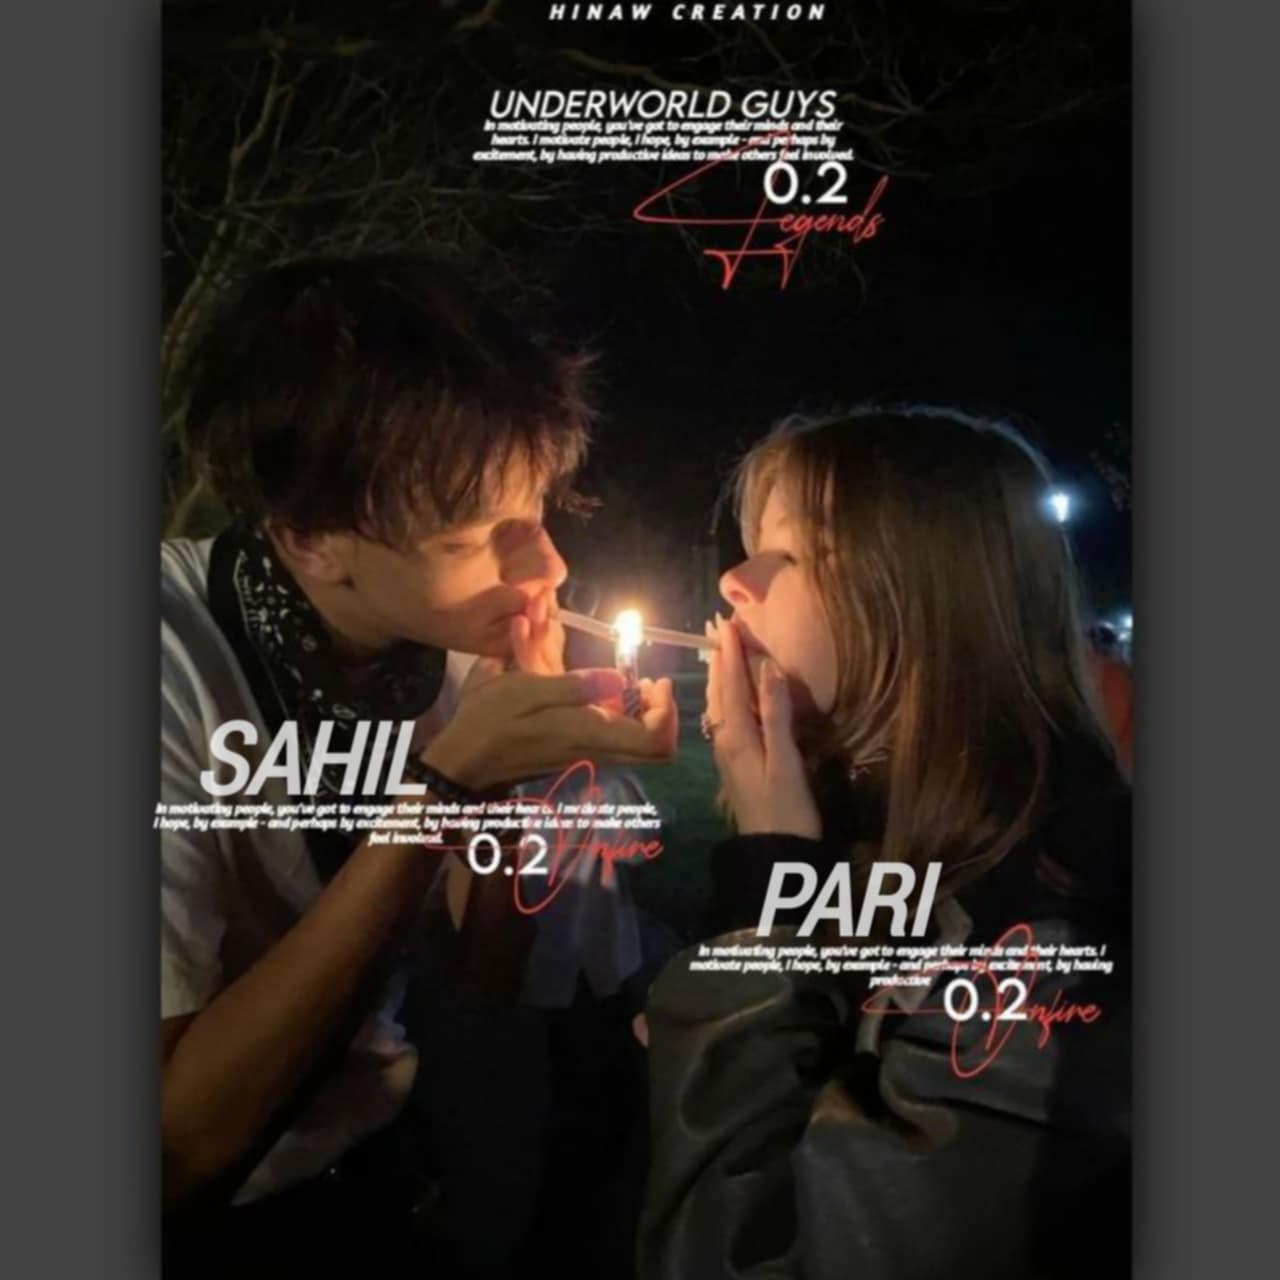 HINAW CREATION
UNDERWORLD GUYS
In motivating people, you've got to engage their minds and their
hearts. I motivate people, I hope, by example - and perhaps by
excitement, by having productive ideas to make others feel involved.
0.2
Legends
SAHIL
In motivating people, you've got to engage their minds and their hearts. I motivate people,
I hope, by example - and perhaps by excitement, by having productive ideas to make others
feel involved.
0.2
Onfire
PARI
In motivating people, you've got to engage their minds and their hearts. I
motivate people, I hope, by example - and perhaps by excitement, by having
productive
0.2
Onfire